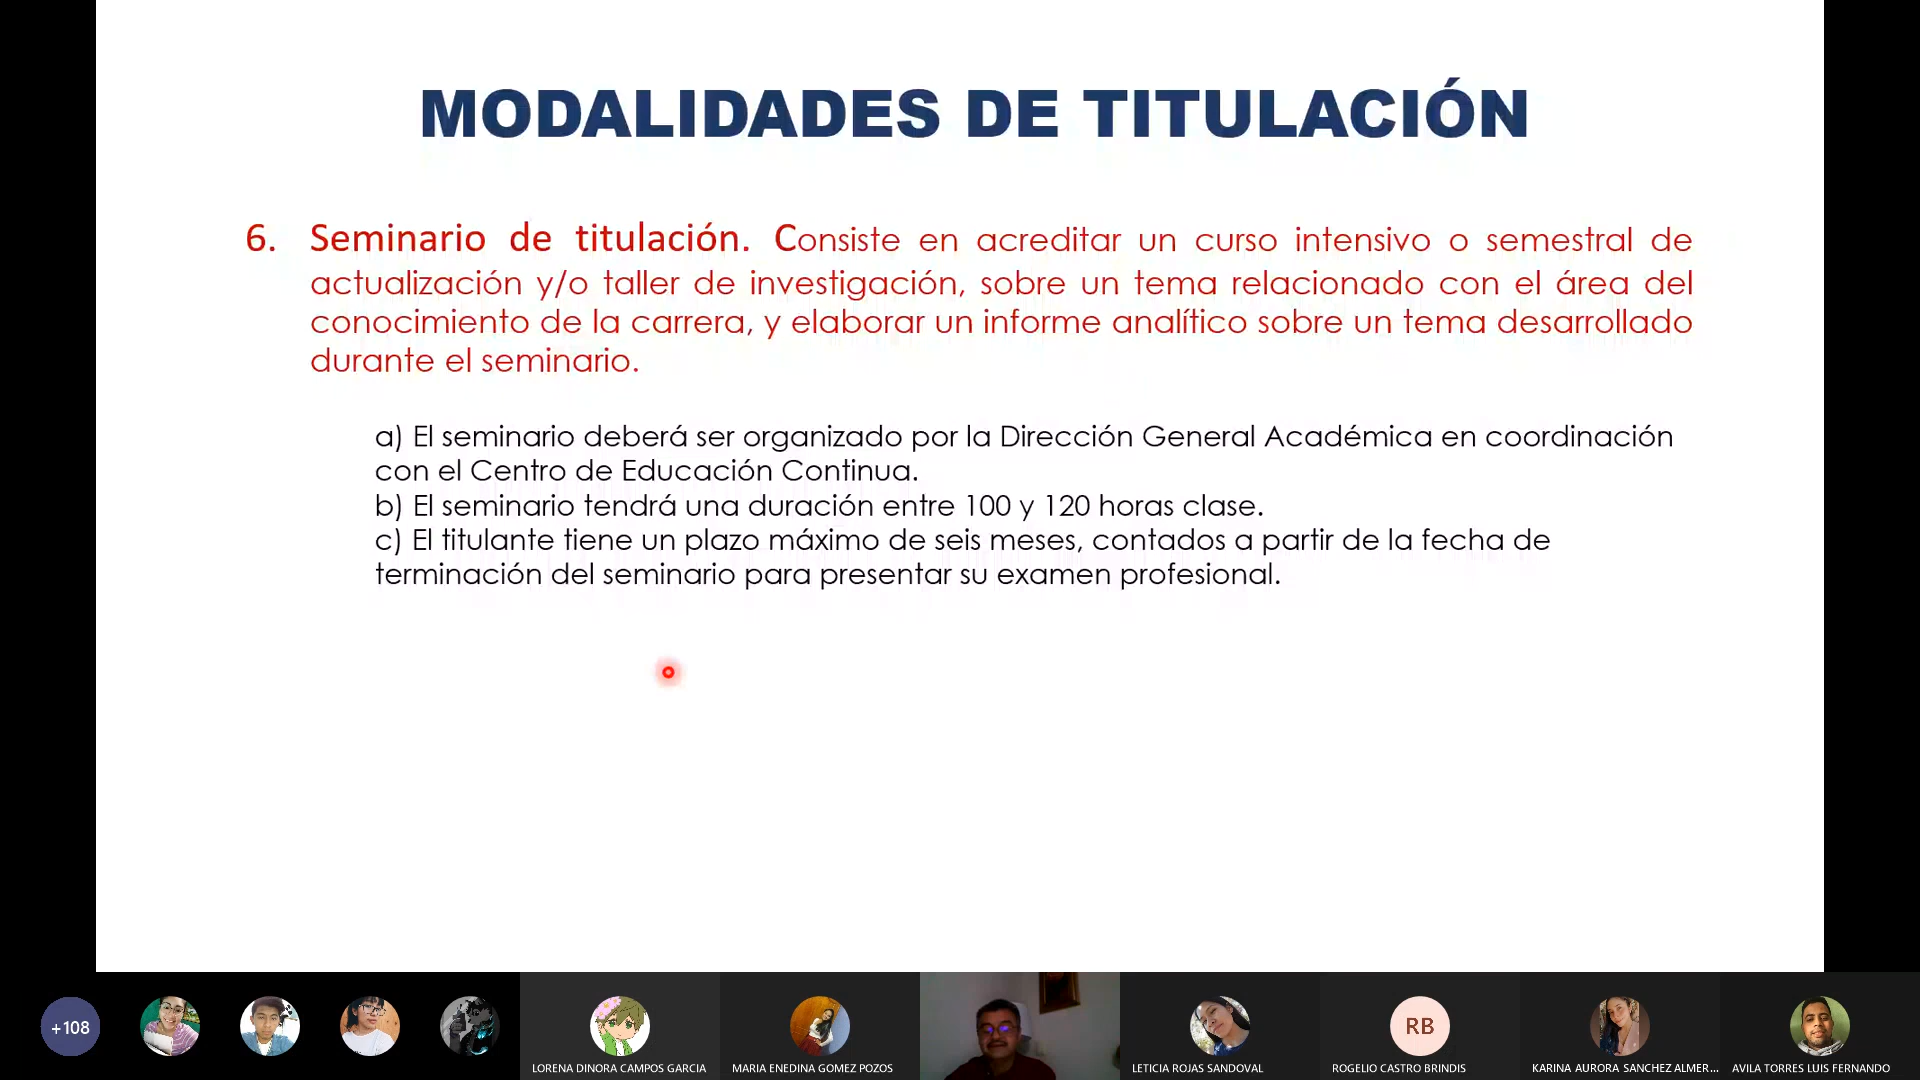 MODALIDADES DE TITULACIÓN
6. Seminario de titulación. Consiste en acreditar un curso intensivo o semestral de
actualización y/o taller de investigación, sobre un tema relacionado con el área del
conocimiento de la carrera, y elaborar un informe analítico sobre un tema desarrollado
durante el seminario.
a) El seminario deberá ser organizado por la Dirección General Académica en coordinación
con el Centro de Educación Continua.
b) El seminario tendrá una duración entre 100 y 120 horas clase.
c) El titulante tiene un plazo máximo de seis meses, contados a partir de la fecha de
terminación del seminario para presentar su examen profesional.
+108
RB
LORENA DINORA CAMPOS GARCIA
MARIA ENEDINA GOMEZ POZOS
LETICIA ROJAS SANDOVAL
ROGELIO CASTRO BRINDIS
KARINA AURORA SANCHEZ ALMER...
AVILA TORRES LUIS FERNANDO